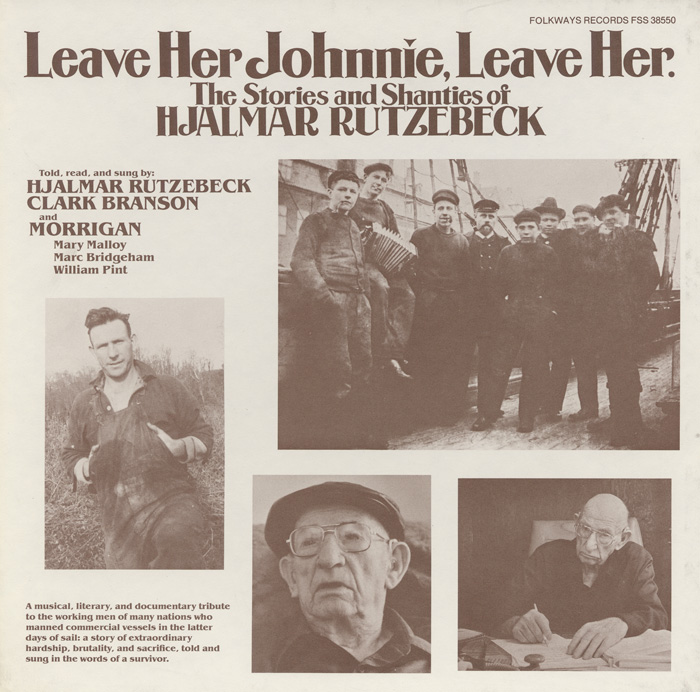 FOLKWAYS RECORDS FSS 38550
Leave Her Johnnie, Leave Her.
The Stories and Shanties of
HJALMAR RUTZEBECK
Told, read, and sung by:
HJALMAR RUTZEBECK
CLARK BRANSON
and
MORRIGAN
Mary Malloy
Marc Bridgeham
William Pint
A musical, literary, and documentary tribute
to the working men of many nations who
manned commercial vessels in the latter
days of sail: a story of extraordinary
hardship, brutality, and sacrifice, told and
sung in the words of a survivor.